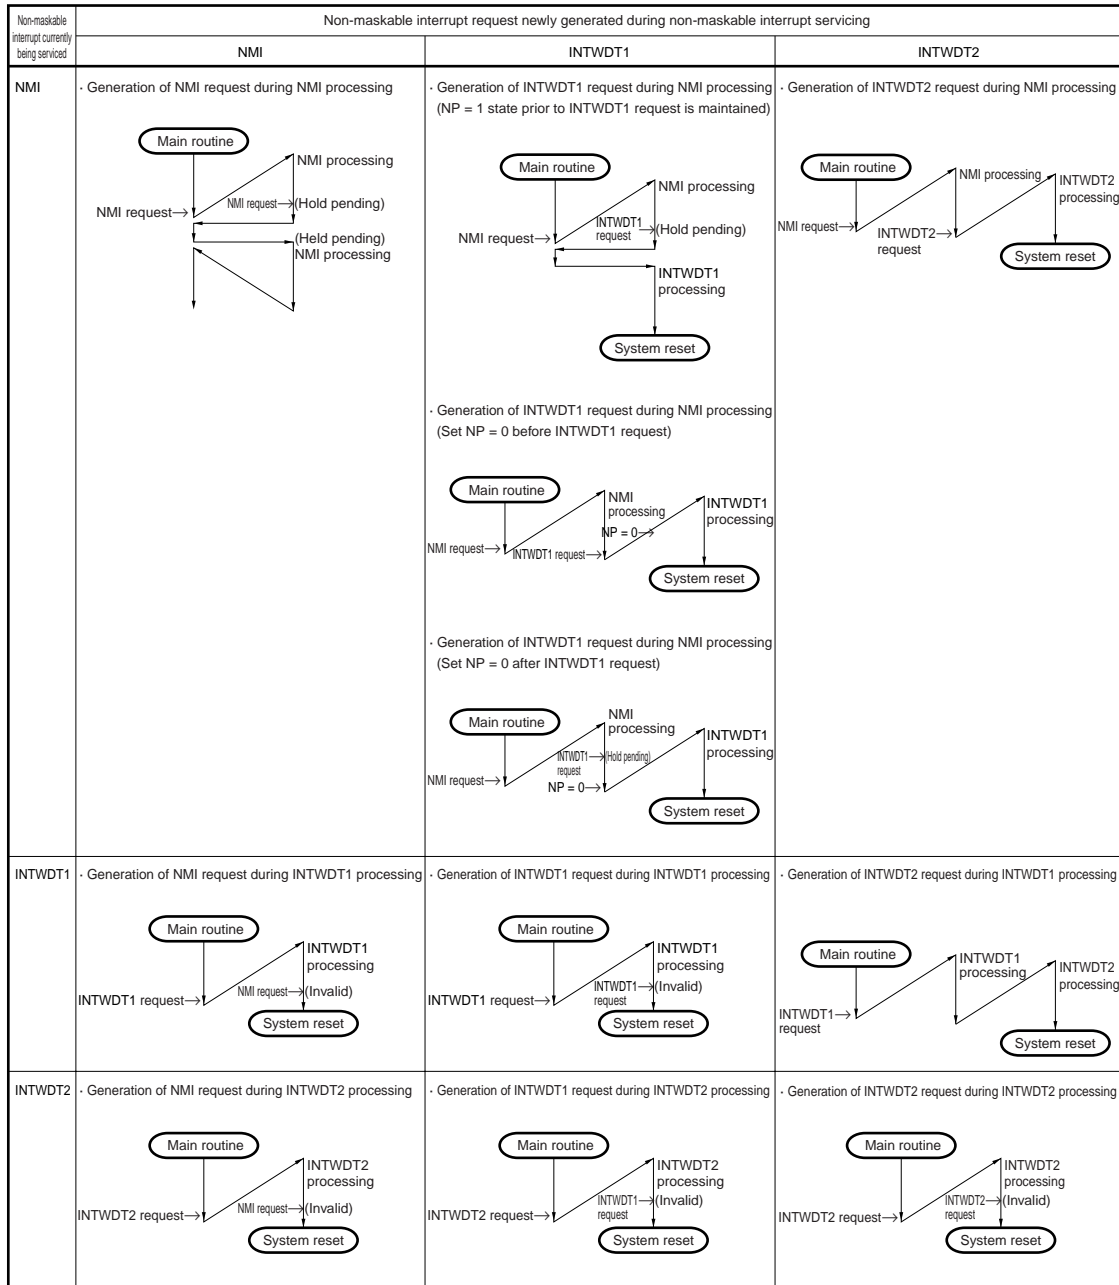 Non-maskable
interrupt currently
being serviced
Non-maskable interrupt request newly generated during non-maskable interrupt servicing
NMI
INTWDT1
INTWDT2
NMI
· Generation of NMI request during NMI processing
Main routine
NMI processing
NMI request→
NMI request→(Hold pending)
(Held pending)
NMI processing
· Generation of INTWDT1 request during NMI processing
(NP = 1 state prior to INTWDT1 request is maintained)
Main routine
NMI processing
NMI request→
INTWDT1
request
→(Hold pending)
INTWDT1
processing
System reset
· Generation of INTWDT1 request during NMI processing
(Set NP = 0 before INTWDT1 request)
Main routine
NMI
processing
INTWDT1
processing
NP = 0→
NMI request→
INTWDT1 request→
System reset
· Generation of INTWDT1 request during NMI processing
(Set NP = 0 after INTWDT1 request)
Main routine
NMI
processing
INTWDT1
processing
INTWDT1
request
→(Hold pending)
NMI request→
NP = 0→
System reset
· Generation of INTWDT2 request during NMI processing
Main routine
NMI processing
INTWDT2
processing
NMI request→
INTWDT2→
request
System reset
INTWDT1
· Generation of NMI request during INTWDT1 processing
Main routine
INTWDT1
processing
INTWDT1 request→
NMI request→(Invalid)
System reset
· Generation of INTWDT1 request during INTWDT1 processing
Main routine
INTWDT1
processing
INTWDT1 request→
INTWDT1→(Invalid)
request
System reset
· Generation of INTWDT2 request during INTWDT1 processing
Main routine
INTWDT1
processing
INTWDT2
processing
INTWDT1→
request
System reset
INTWDT2
· Generation of NMI request during INTWDT2 processing
Main routine
INTWDT2
processing
INTWDT2 request→
NMI request→(Invalid)
System reset
· Generation of INTWDT1 request during INTWDT2 processing
Main routine
INTWDT2
processing
INTWDT2 request→
INTWDT1→(Invalid)
request
System reset
· Generation of INTWDT2 request during INTWDT2 processing
Main routine
INTWDT2
processing
INTWDT2 request→
INTWDT2→(Invalid)
request
System reset